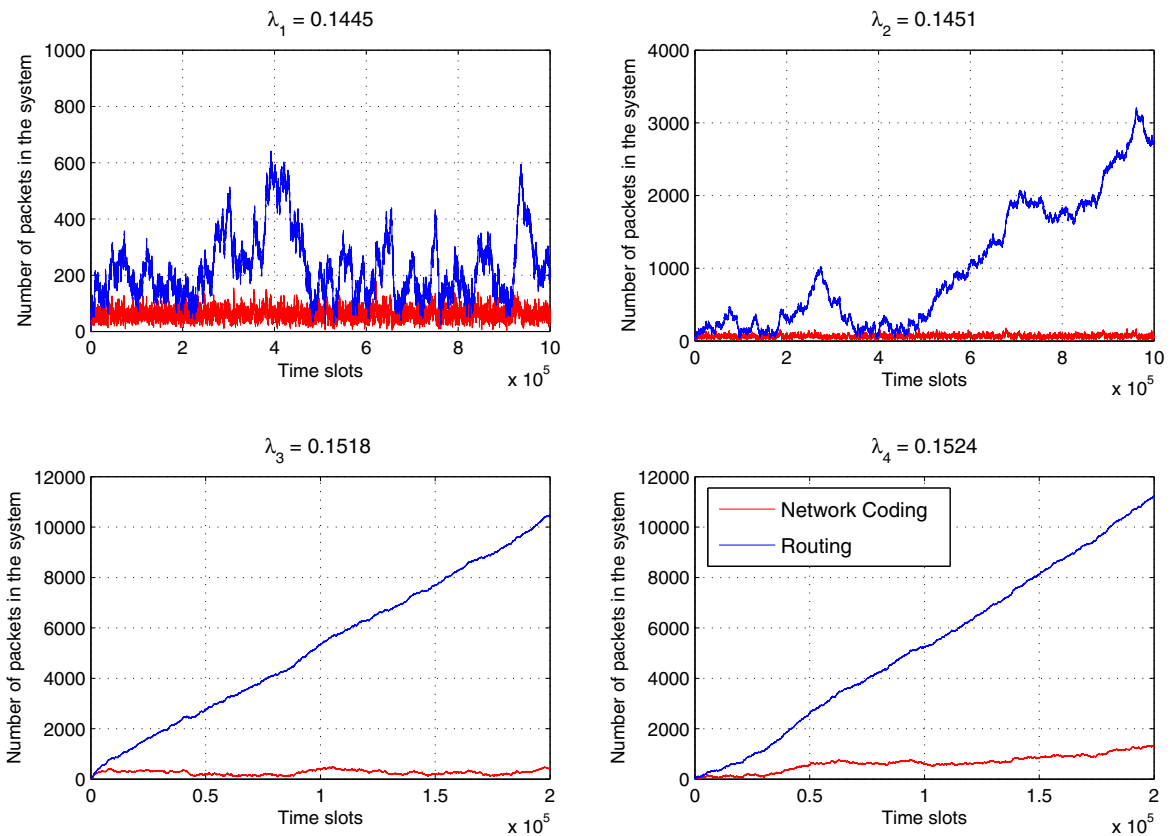 λ1 = 0.1445
Number of packets in the system
1000
800
600
400
200
0
0 2 4 6 8 10
Time slots
x 10^5
λ2 = 0.1451
Number of packets in the system
4000
3000
2000
1000
0
0 2 4 6 8 10
Time slots
x 10^5
λ3 = 0.1518
Number of packets in the system
12000
10000
8000
6000
4000
2000
0
0 0.5 1 1.5 2
Time slots
x 10^5
λ4 = 0.1524
Number of packets in the system
12000
10000
8000
6000
4000
2000
0
Network Coding
Routing
0 0.5 1 1.5 2
Time slots
x 10^5